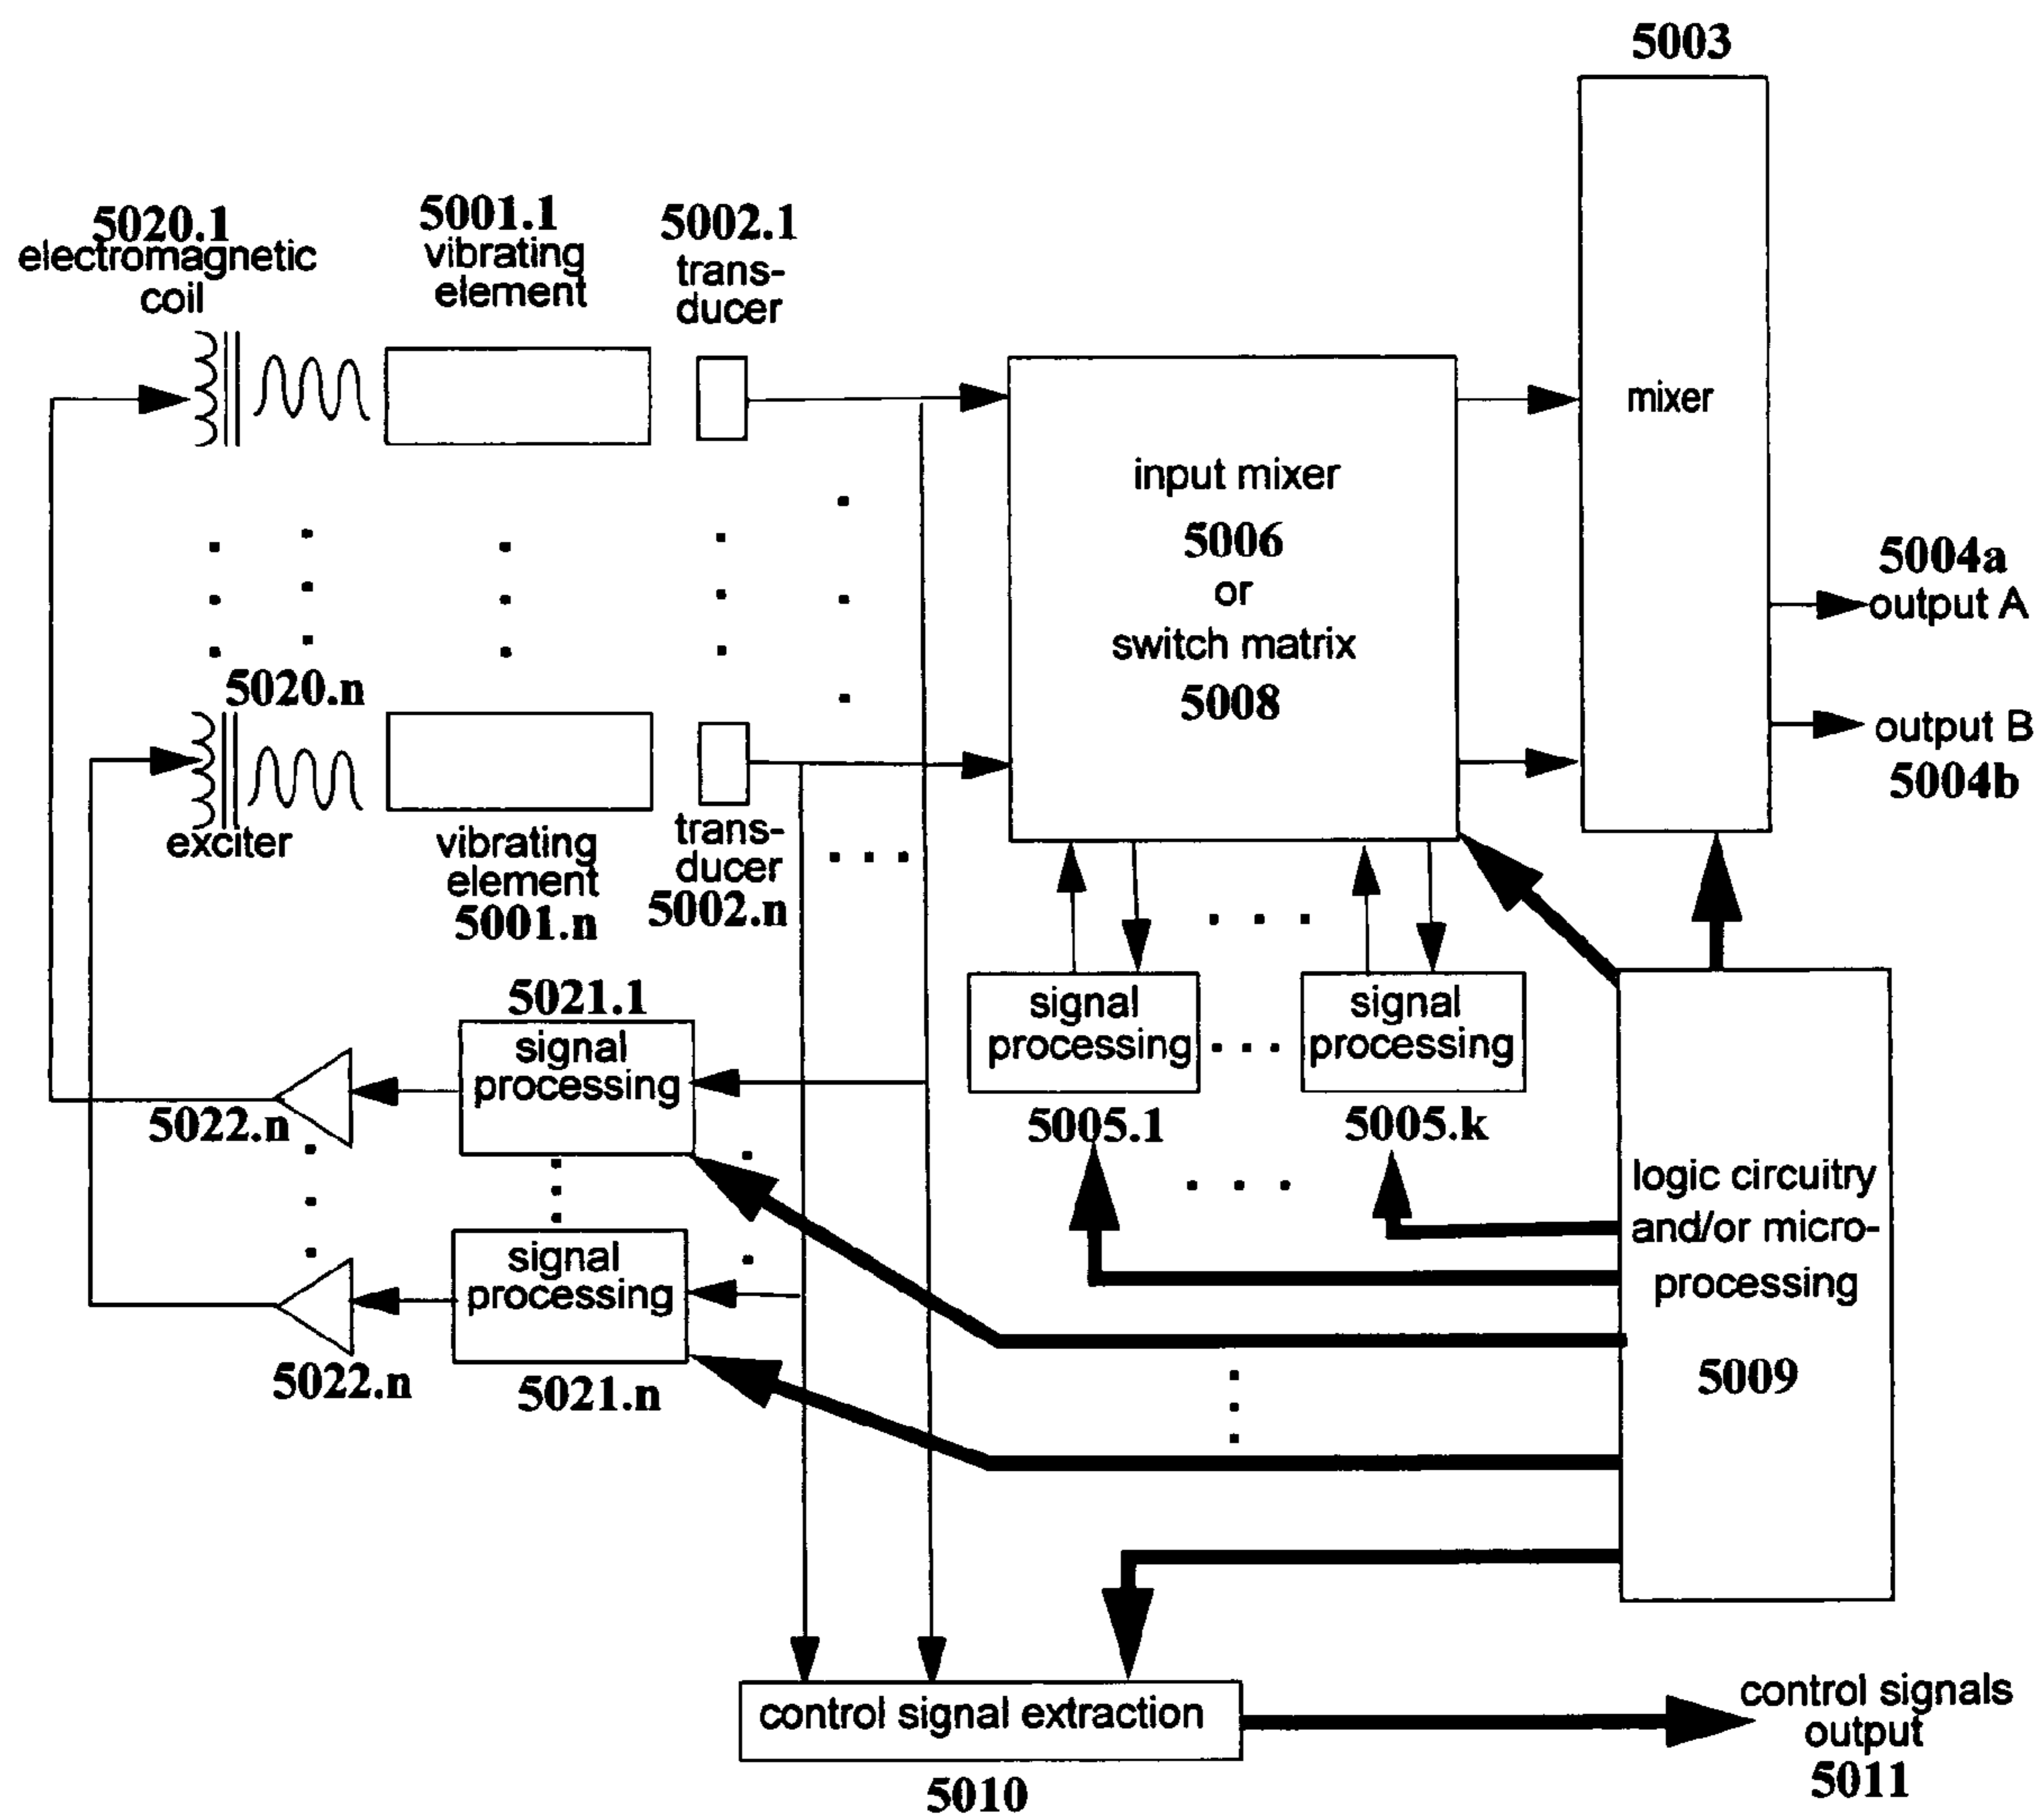 5003
5020.1
electromagnetic
coil
5001.1
vibrating
element
5002.1
trans-
ducer
mixer
input mixer
5006
or
switch matrix
5008
5004a
output A
output B
5004b
5020.n
exciter
vibrating
element
5001.n
trans-
ducer
5002.n
signal
processing
5005.1
signal
processing
5005.k
5021.1
signal
processing
5022.n
signal
processing
5021.n
5022.n
logic circuitry
and/or micro-
processing
5009
control signal extraction
5010
control signals
output
5011